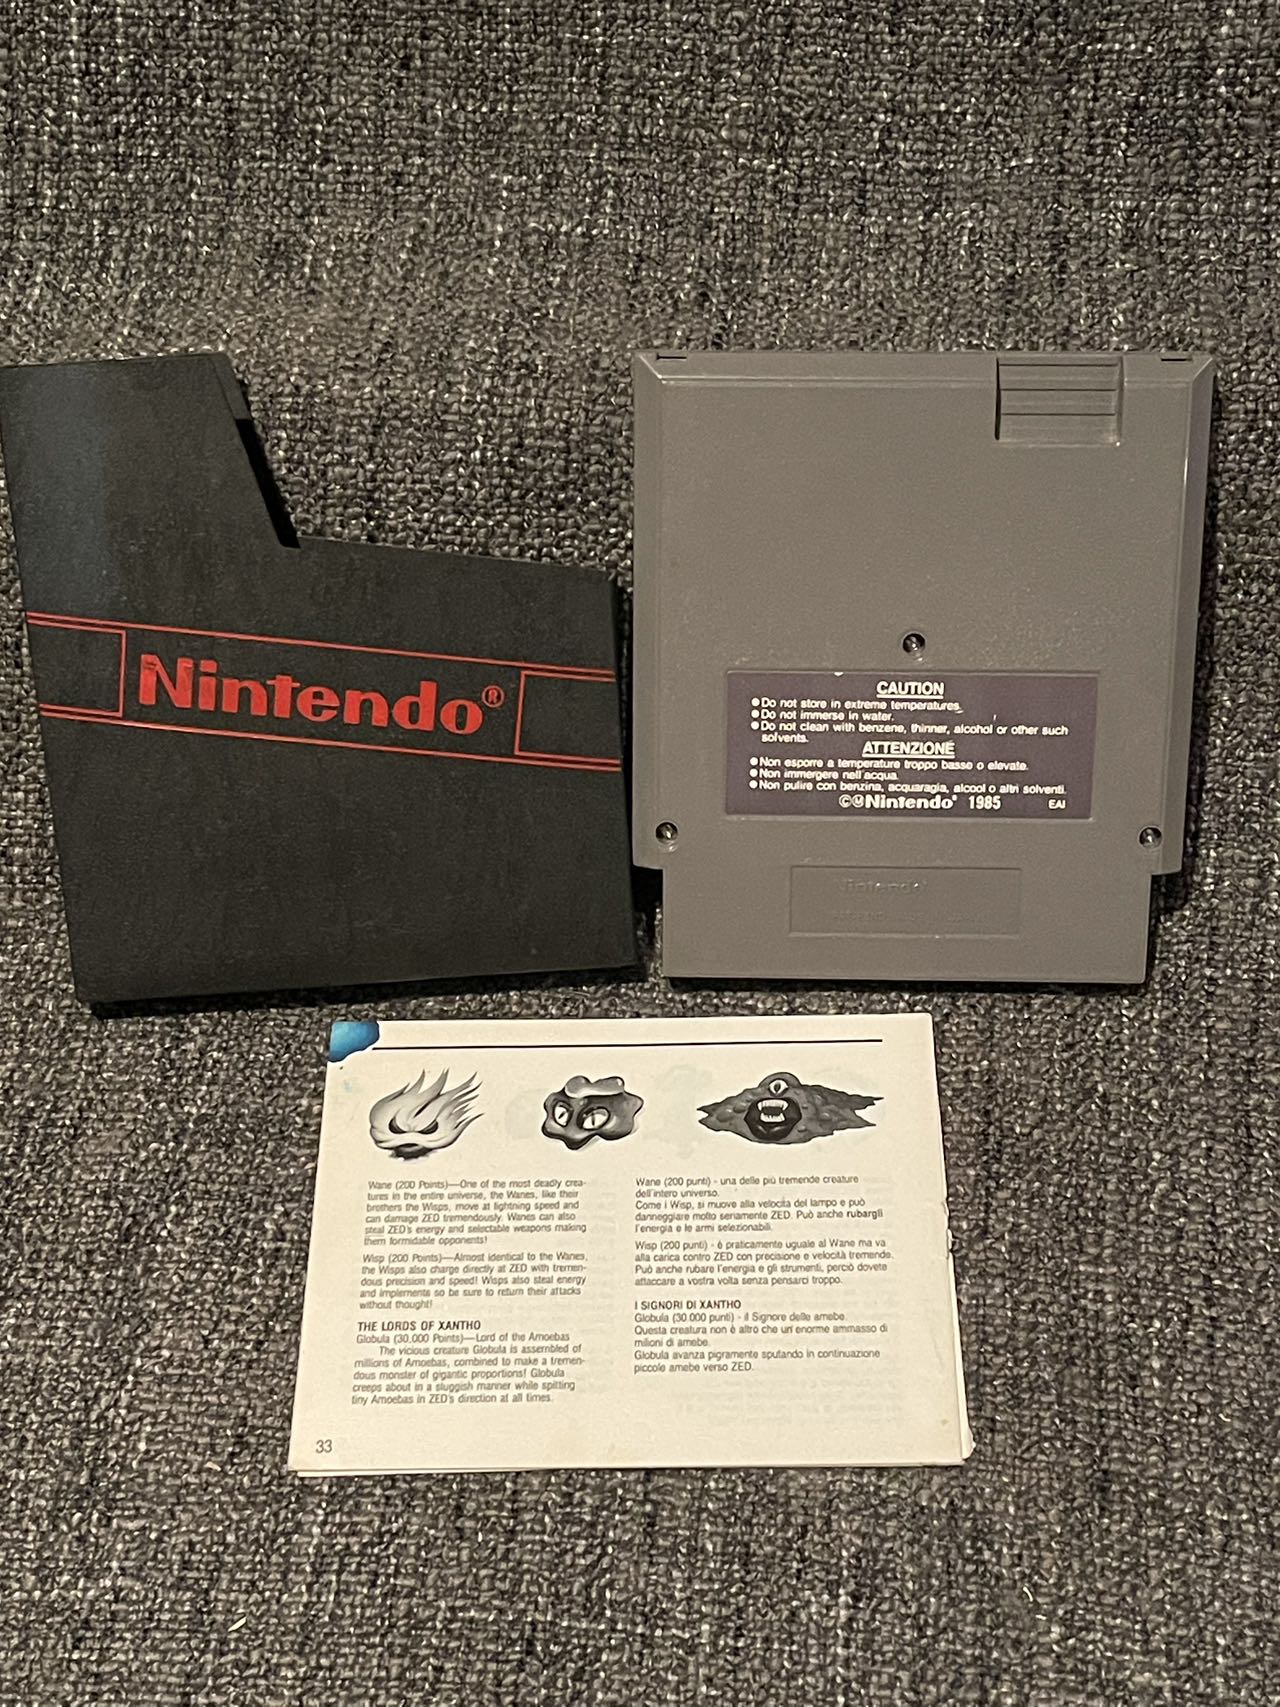 Nintendo®
CAUTION
●Do not store in extreme temperatures.
●Do not immerse in water.
●Do not clean with benzene, thinner, alcohol or other such
solvents.
ATTENZIONE
●Non esporre a temperature troppo basse o elevate.
●Non immergere nell'acqua.
●Non pulire con benzina, acquaragia, alcool o altri solventi.
©ⓂNintendo® 1985 EAI
Nintendo®
Wane (200 Points)—One of the most deadly crea-
tures in the entire universe, the Wanes, like their
brothers the Wisps, move at lightning speed and
can damage ZED tremendously. Wanes can also
steal ZED's energy and selectable weapons making
them formidable opponents!
Wisp (200 Points)—Almost identical to the Wanes,
the Wisps also charge directly at ZED with tremen-
dous precision and speed! Wisps also steal energy
and implements so be sure to return their attacks
without thought!
THE LORDS OF XANTHO
Globula (30,000 Points)—Lord of the Amoebas
The vicious creature Globula is assembled of
millions of Amoebas, combined to make a tremen-
dous monster of gigantic proportions! Globula
creeps about in a sluggish manner while spitting
tiny Amoebas in ZED's direction at all times.
33
Wane (200 punti) - una delle più tremende creature
dell'intero universo.
Come i Wisp, si muove alla velocità del lampo e può
danneggiare molto seriamente ZED. Può anche rubargli
l'energia e le armi selezionabili.
Wisp (200 punti) - è praticamente uguale al Wane ma va
alla carica contro ZED con precisione e velocità tremende.
Può anche rubare l'energia e gli strumenti, perciò dovete
attaccare a vostra volta senza pensarci troppo.
I SIGNORI DI XANTHO
Globula (30.000 punti) - il Signore delle amebe.
Questa creatura non è altro che un'enorme ammasso di
milioni di amebe.
Globula avanza pigramente sputando in continuazione
piccole amebe verso ZED.